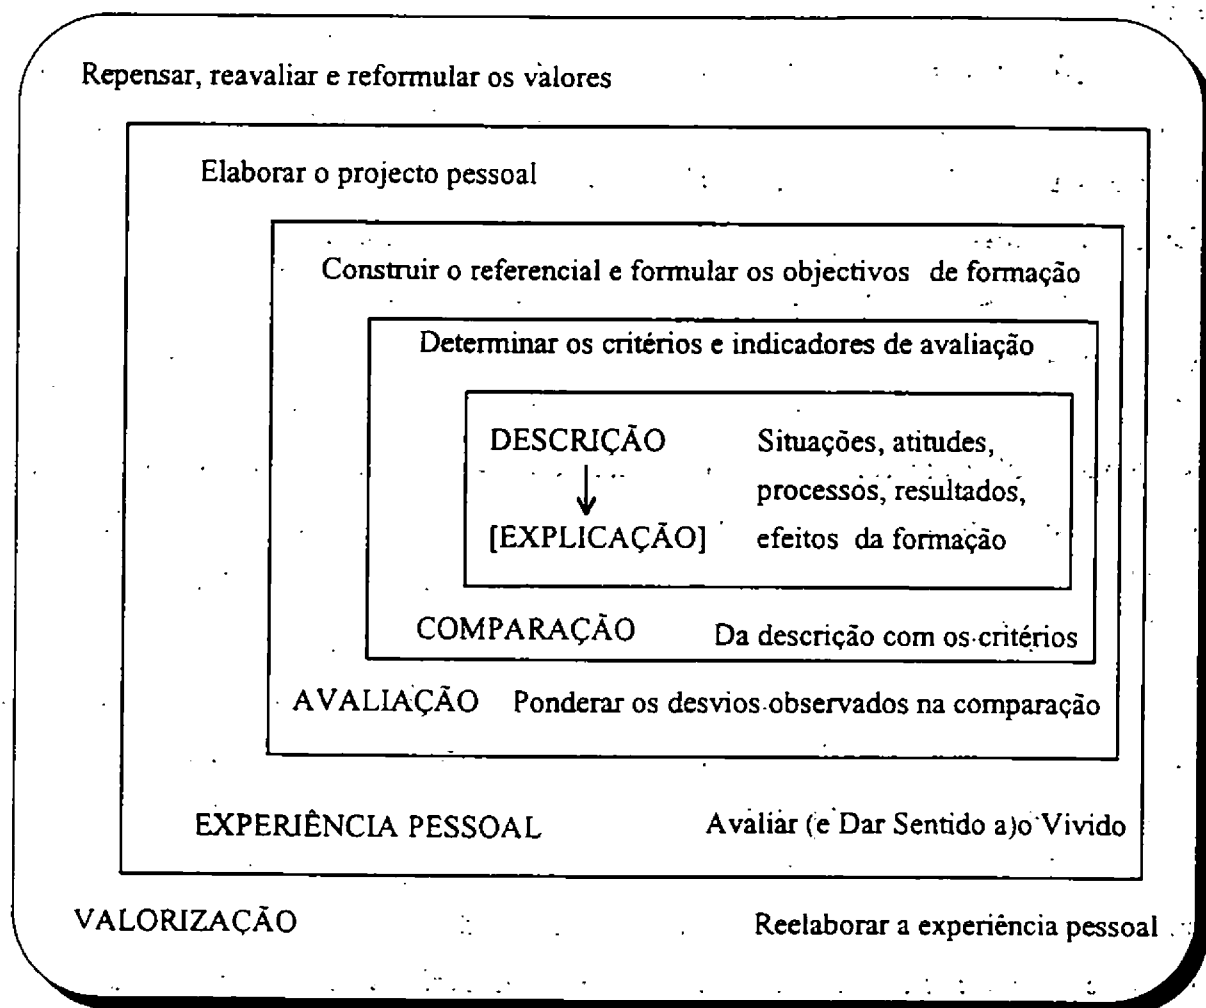 Repensar, reavaliar e reformular os valores
Elaborar o projecto pessoal
Construir o referencial e formular os objectivos de formação
Determinar os critérios e indicadores de avaliação
DESCRIÇÃO Situações, atitudes,
processos, resultados,
[EXPLICAÇÃO] efeitos da formação
COMPARAÇÃO Da descrição com os critérios
AVALIAÇÃO Ponderar os desvios observados na comparação
EXPERIÊNCIA PESSOAL Avaliar (e Dar Sentido a)o Vivido
VALORIZAÇÃO Reelaborar a experiência pessoal